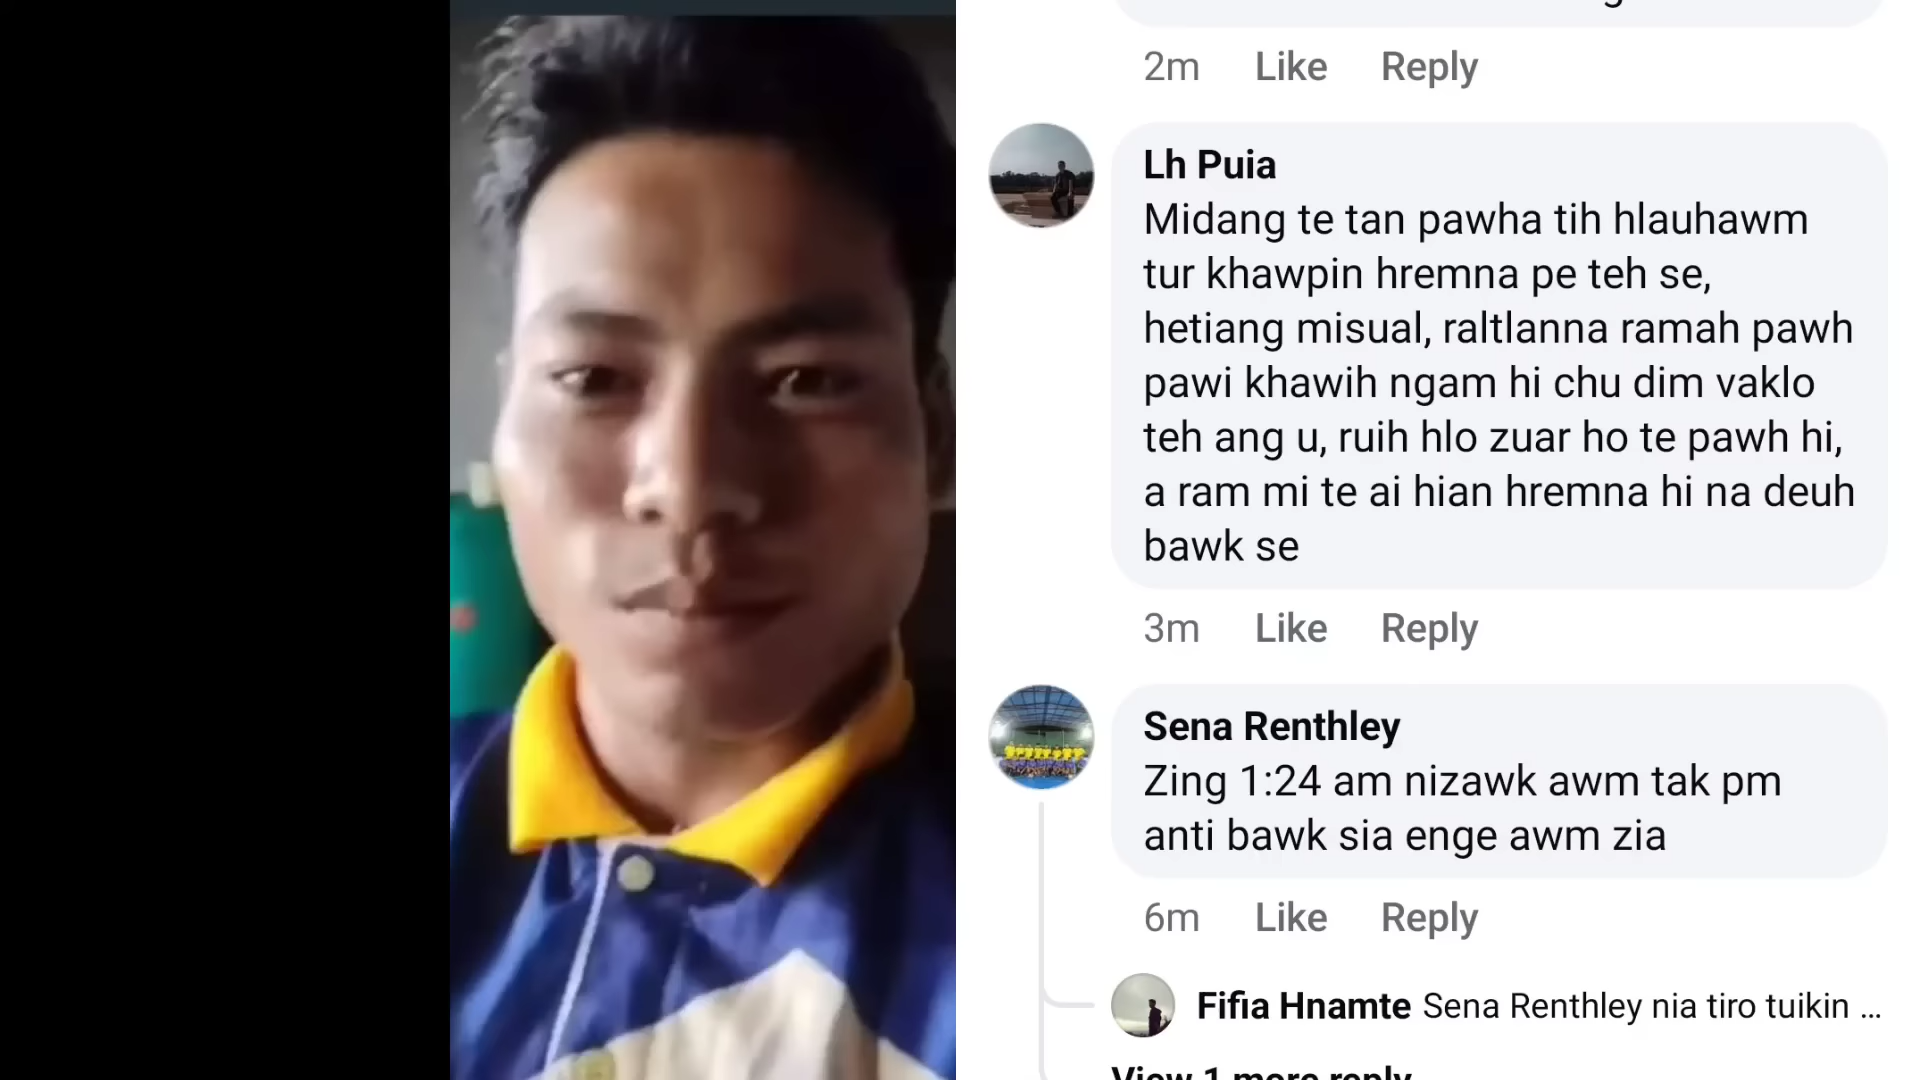 2m Like Reply
Lh Puia
Midang te tan pawha tih hlauhawm
tur khawpin hremna pe teh se,
hetiang misual, raltlanna ramah pawh
pawi khawih ngam hi chu dim vaklo
teh ang u, ruih hlo zuar ho te pawh hi,
a ram mi te ai hian hremna hi na deuh
bawk se
3m Like Reply
Sena Renthley
Zing 1:24 am nizawk awm tak pm
anti bawk sia enge awm zia
6m Like Reply
Fifia Hnamte Sena Renthley nia tiro tuikin ...
View 1 more reply